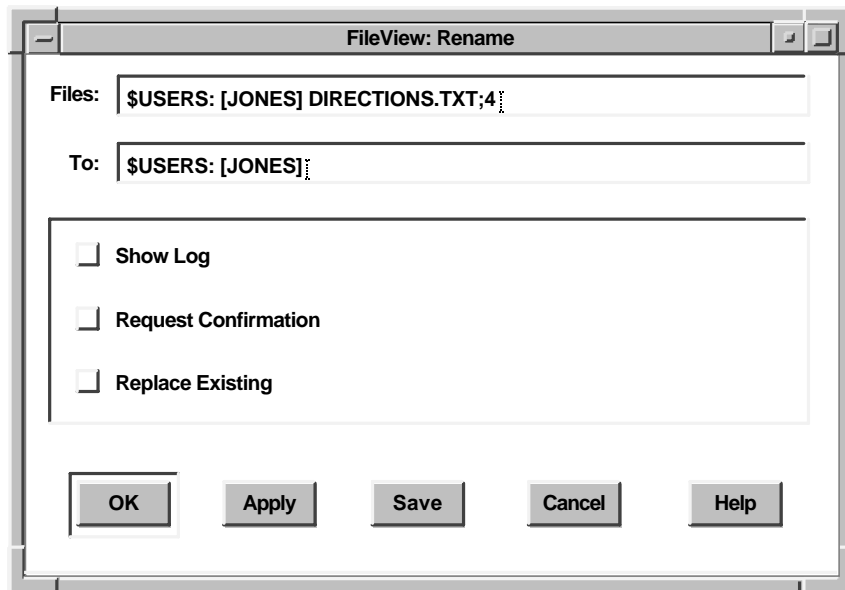 FileView: Rename
Files: $USERS: [JONES] DIRECTIONS.TXT;4
To: $USERS: [JONES]
Show Log
Request Confirmation
Replace Existing
OK Apply Save Cancel Help